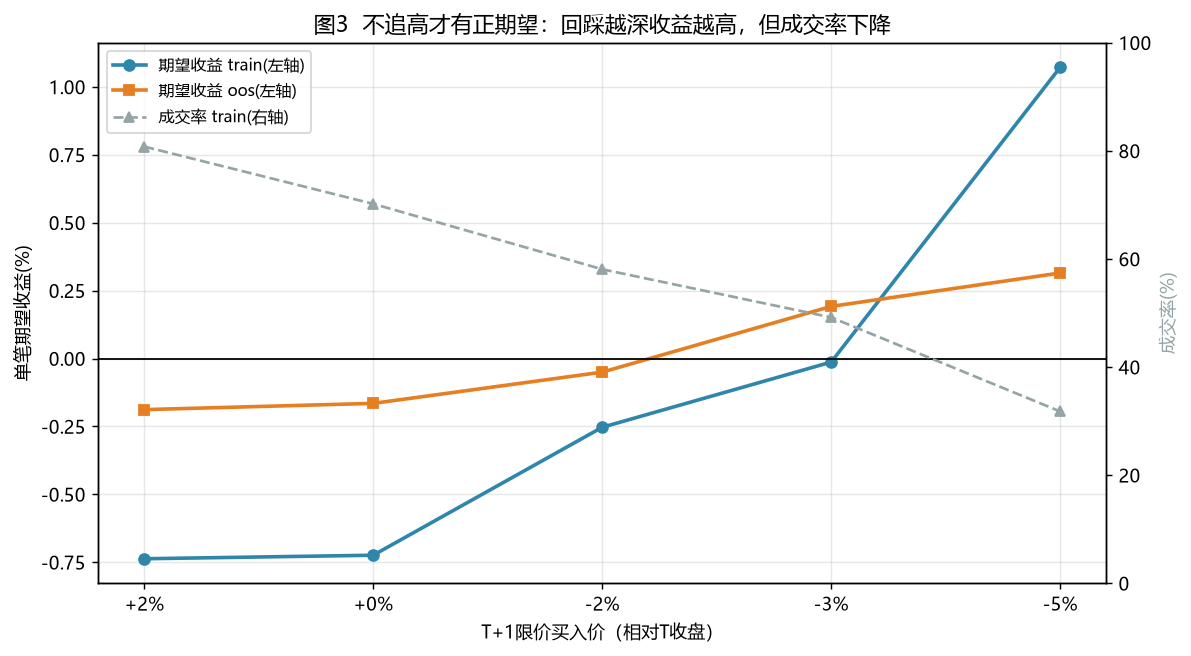 图3 不追高才有正期望：回踩越深收益越高，但成交率下降
期望收益 train(左轴)
期望收益 oos(左轴)
成交率 train(右轴)
单笔期望收益(%)
1.00
0.75
0.50
0.25
0.00
-0.25
-0.50
-0.75
100
80
60
40
20
0
成交率(%)
+2% +0% -2% -3% -5%
T+1限价买入价（相对T收盘）